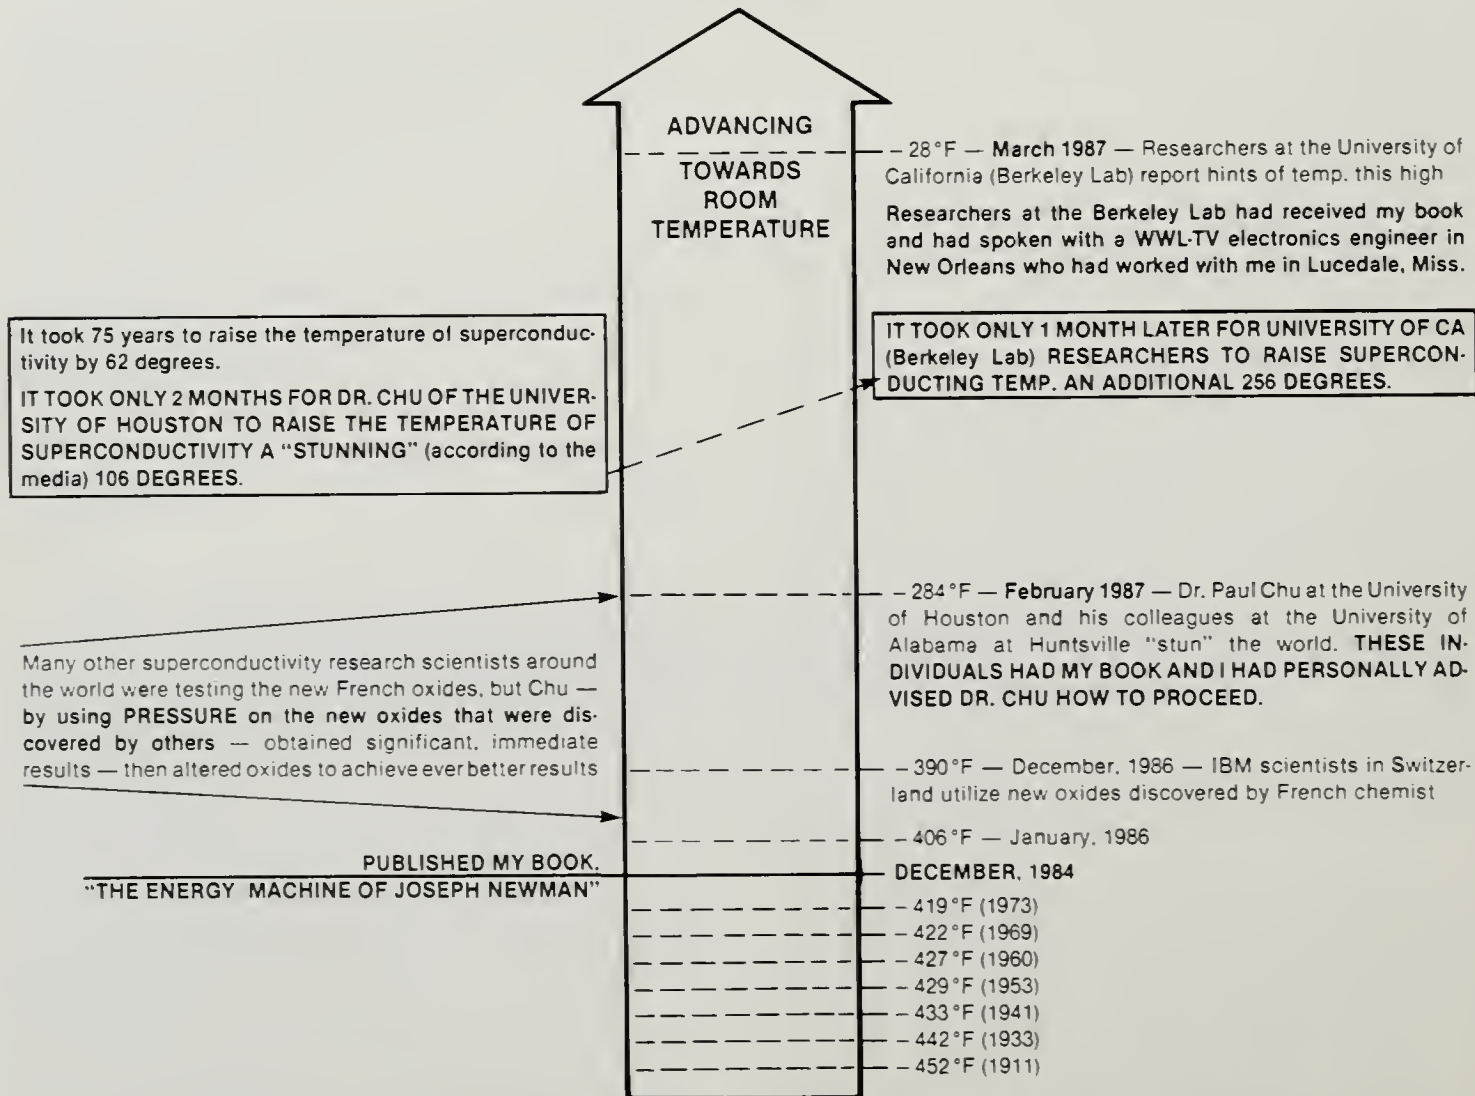 ADVANCING
TOWARDS
ROOM
TEMPERATURE
– 28°F — March 1987 — Researchers at the University of
California (Berkeley Lab) report hints of temp. this high
Researchers at the Berkeley Lab had received my book
and had spoken with a WWL-TV electronics engineer in
New Orleans who had worked with me in Lucedale, Miss.
It took 75 years to raise the temperature of superconduc-
tivity by 62 degrees.
IT TOOK ONLY 2 MONTHS FOR DR. CHU OF THE UNIVER-
SITY OF HOUSTON TO RAISE THE TEMPERATURE OF
SUPERCONDUCTIVITY A “STUNNING” (according to the
media) 106 DEGREES.
IT TOOK ONLY 1 MONTH LATER FOR UNIVERSITY OF CA
(Berkeley Lab) RESEARCHERS TO RAISE SUPERCON-
DUCTING TEMP. AN ADDITIONAL 256 DEGREES.
– 284°F — February 1987 — Dr. Paul Chu at the University
of Houston and his colleagues at the University of
Alabama at Huntsville “stun” the world. THESE IN-
DIVIDUALS HAD MY BOOK AND I HAD PERSONALLY AD-
VISED DR. CHU HOW TO PROCEED.
Many other superconductivity research scientists around
the world were testing the new French oxides, but Chu —
by using PRESSURE on the new oxides that were dis-
covered by others — obtained significant, immediate
results — then altered oxides to achieve ever better results
– 390°F — December, 1986 — IBM scientists in Switzer-
land utilize new oxides discovered by French chemist
– 406°F — January, 1986
PUBLISHED MY BOOK,
“THE ENERGY MACHINE OF JOSEPH NEWMAN”
DECEMBER, 1984
– 419°F (1973)
– 422°F (1969)
– 427°F (1960)
– 429°F (1953)
– 433°F (1941)
– 442°F (1933)
– 452°F (1911)